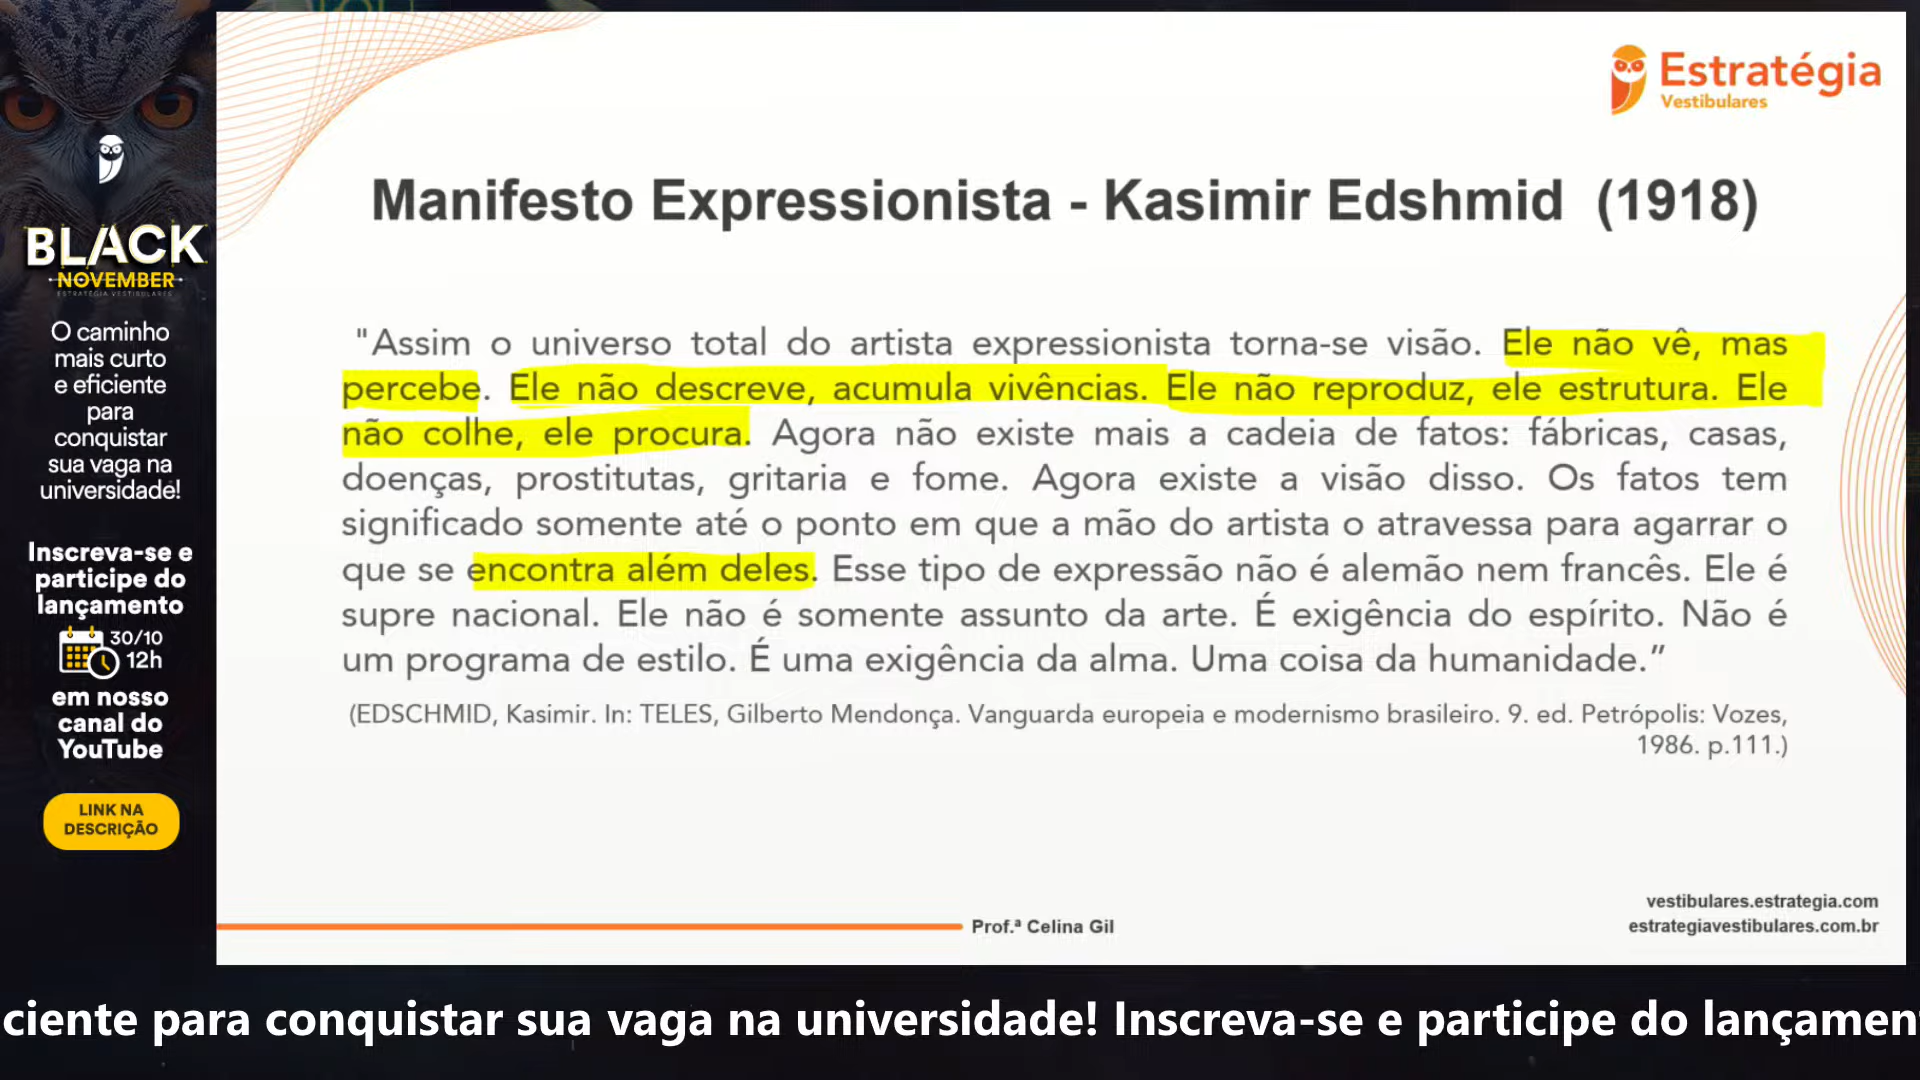 BLACK
NOVEMBER
ESTRATÉGIA VESTIBULARES
O caminho
mais curto
e eficiente
para
conquistar
sua vaga na
universidade!
Inscreva-se e
participe do
lançamento
30/10
12h
em nosso
canal do
YouTube
LINK NA
DESCRIÇÃO
Estratégia
Vestibulares
Manifesto Expressionista - Kasimir Edshmid (1918)
"Assim o universo total do artista expressionista torna-se visão. Ele não vê, mas
percebe. Ele não descreve, acumula vivências. Ele não reproduz, ele estrutura. Ele
não colhe, ele procura. Agora não existe mais a cadeia de fatos: fábricas, casas,
doenças, prostitutas, gritaria e fome. Agora existe a visão disso. Os fatos tem
significado somente até o ponto em que a mão do artista o atravessa para agarrar o
que se encontra além deles. Esse tipo de expressão não é alemão nem francês. Ele é
supre nacional. Ele não é somente assunto da arte. É exigência do espírito. Não é
um programa de estilo. É uma exigência da alma. Uma coisa da humanidade.”
(EDSCHMID, Kasimir. In: TELES, Gilberto Mendonça. Vanguarda europeia e modernismo brasileiro. 9. ed. Petrópolis: Vozes,
1986. p.111.)
Prof.ª Celina Gil
vestibulares.estrategia.com
estrategiavestibulares.com.br
ciente para conquistar sua vaga na universidade! Inscreva-se e participe do lançamen